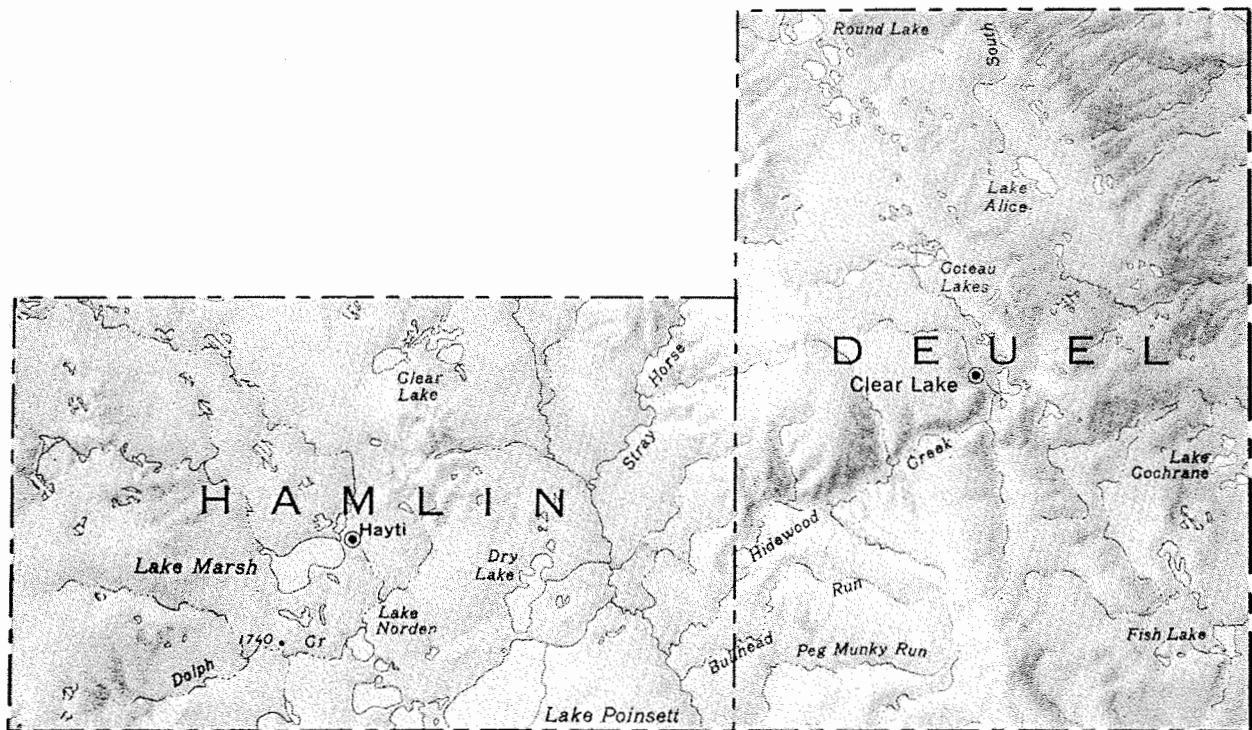 Round Lake
South
Lake
Alice
Coteau
Lakes
DEUEL
Clear Lake
Clear
Lake
Stray Horse
Creek
Lake
Cochrane
HAMLIN
Hayti
Hidewood
Lake Marsh
Dry
Lake
Run
Lake
Norden
1740
Cr
Dolph
Bullhead
Peg Munky Run
Fish Lake
Lake Poinsett